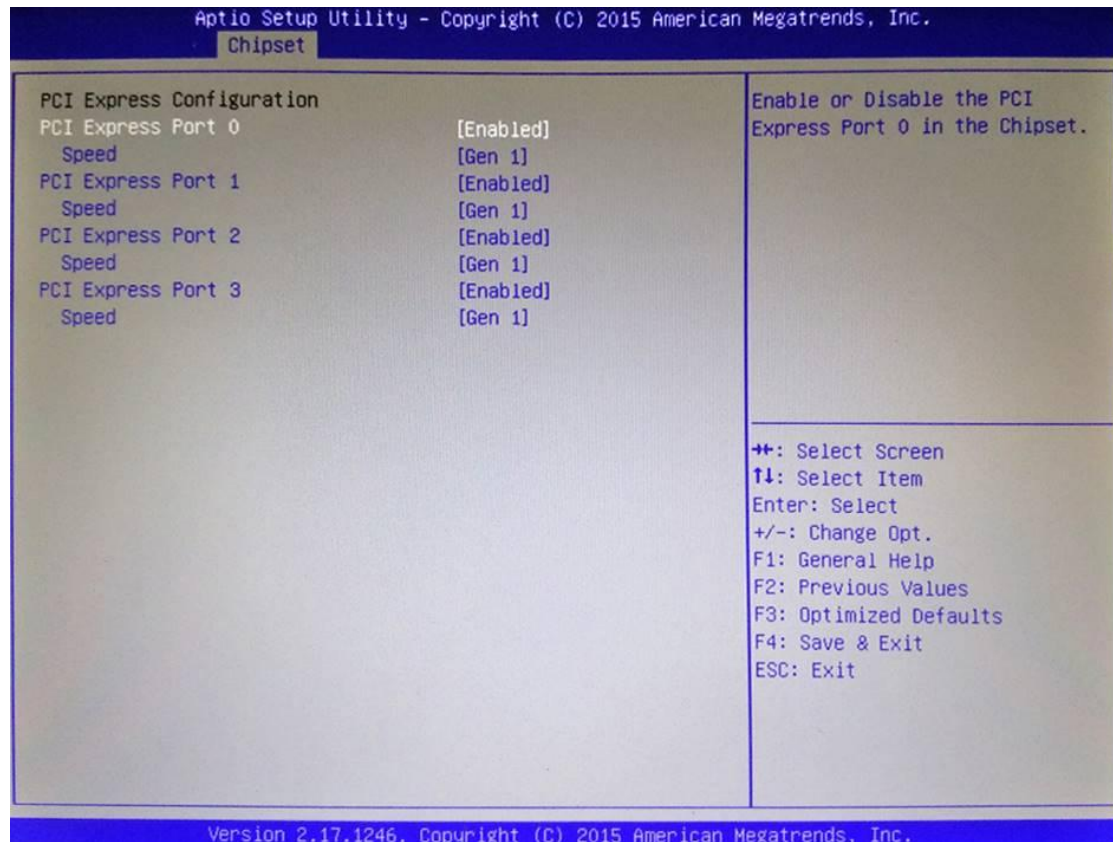 Aptio Setup Utility - Copyright (C) 2015 American Megatrends, Inc.
Chipset
PCI Express Configuration
PCI Express Port 0 [Enabled]
Speed [Gen 1]
PCI Express Port 1 [Enabled]
Speed [Gen 1]
PCI Express Port 2 [Enabled]
Speed [Gen 1]
PCI Express Port 3 [Enabled]
Speed [Gen 1]
Enable or Disable the PCI
Express Port 0 in the Chipset.
→←: Select Screen
↑↓: Select Item
Enter: Select
+/-: Change Opt.
F1: General Help
F2: Previous Values
F3: Optimized Defaults
F4: Save & Exit
ESC: Exit
Version 2.17.1246. Copyright (C) 2015 American Megatrends, Inc.